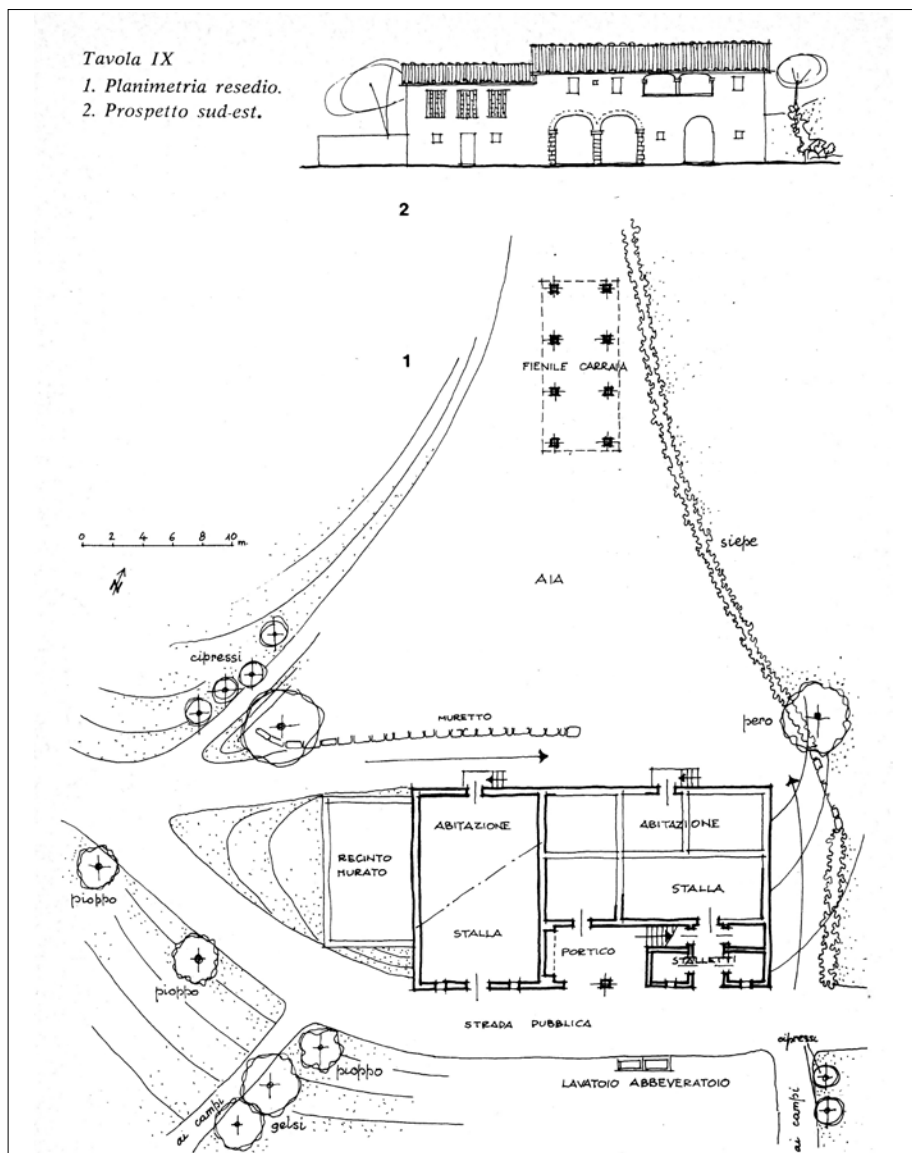 Tavola IX
1. Planimetria resedio.
2. Prospetto sud-est.
2
1
FIENILE CARRAIA
0 2 4 6 8 10 m.
N
siepe
AIA
cipressi
MURETTO
pero
ABITAZIONE
ABITAZIONE
RECINTO
MURATO
STALLA
pioppo
STALLA
PORTICO
STALLETTI
pioppo
STRADA PUBBLICA
cipressi
pioppo
LAVATOIO ABBEVERATOIO
ai campi
gelsi
ai campi